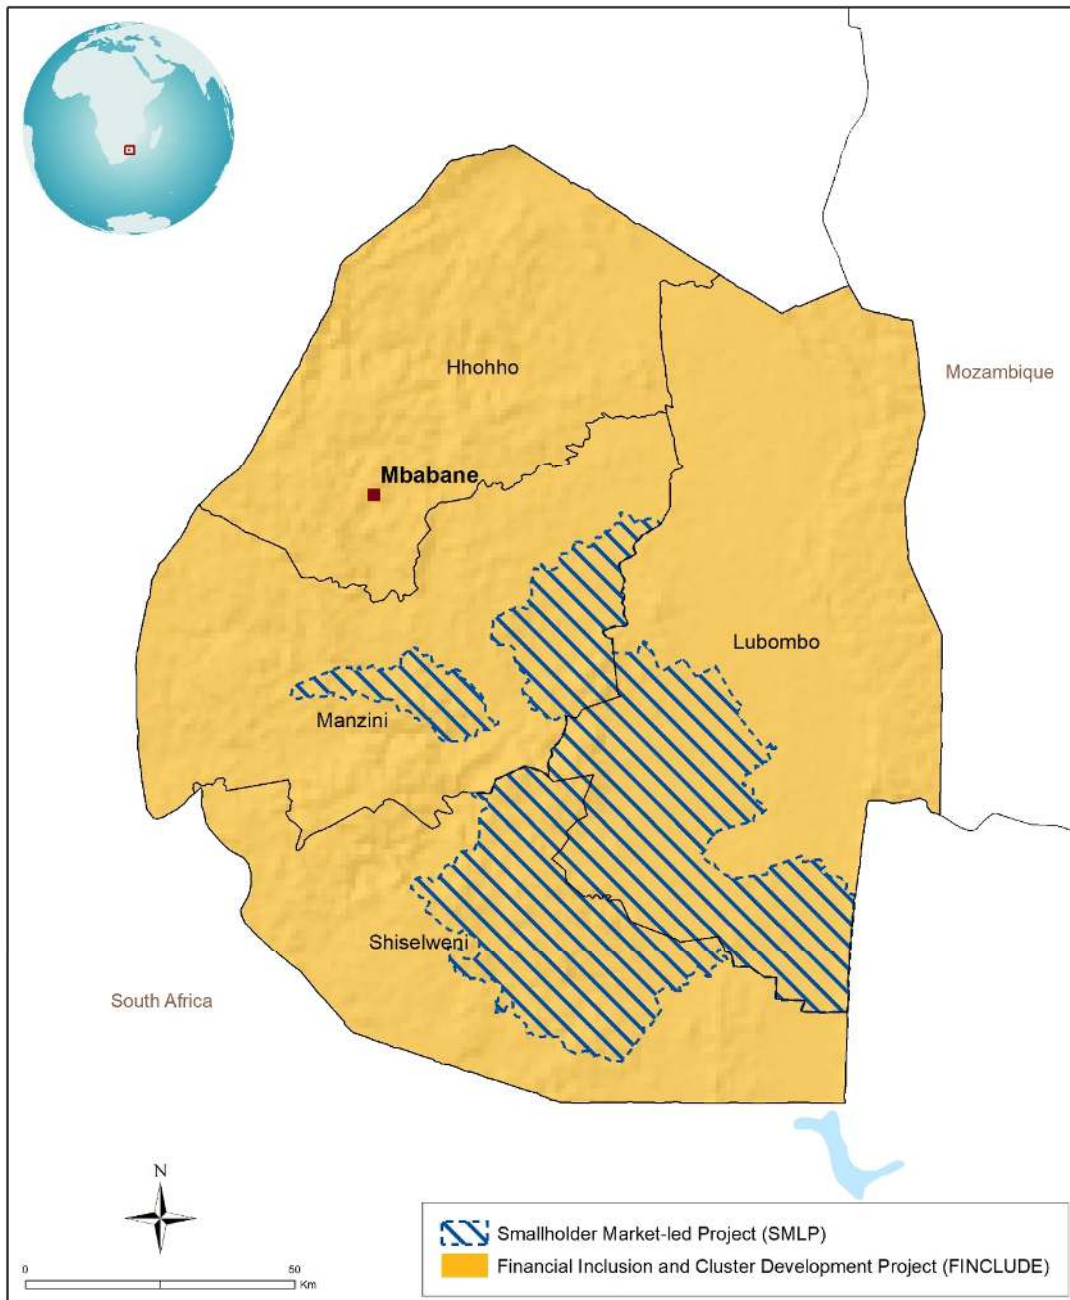 Hhohho
Mozambique
Mbabane
Lubombo
Manzini
Shiselweni
South Africa
N
0 50
Km
Smallholder Market-led Project (SMLP)
Financial Inclusion and Cluster Development Project (FINCLUDE)